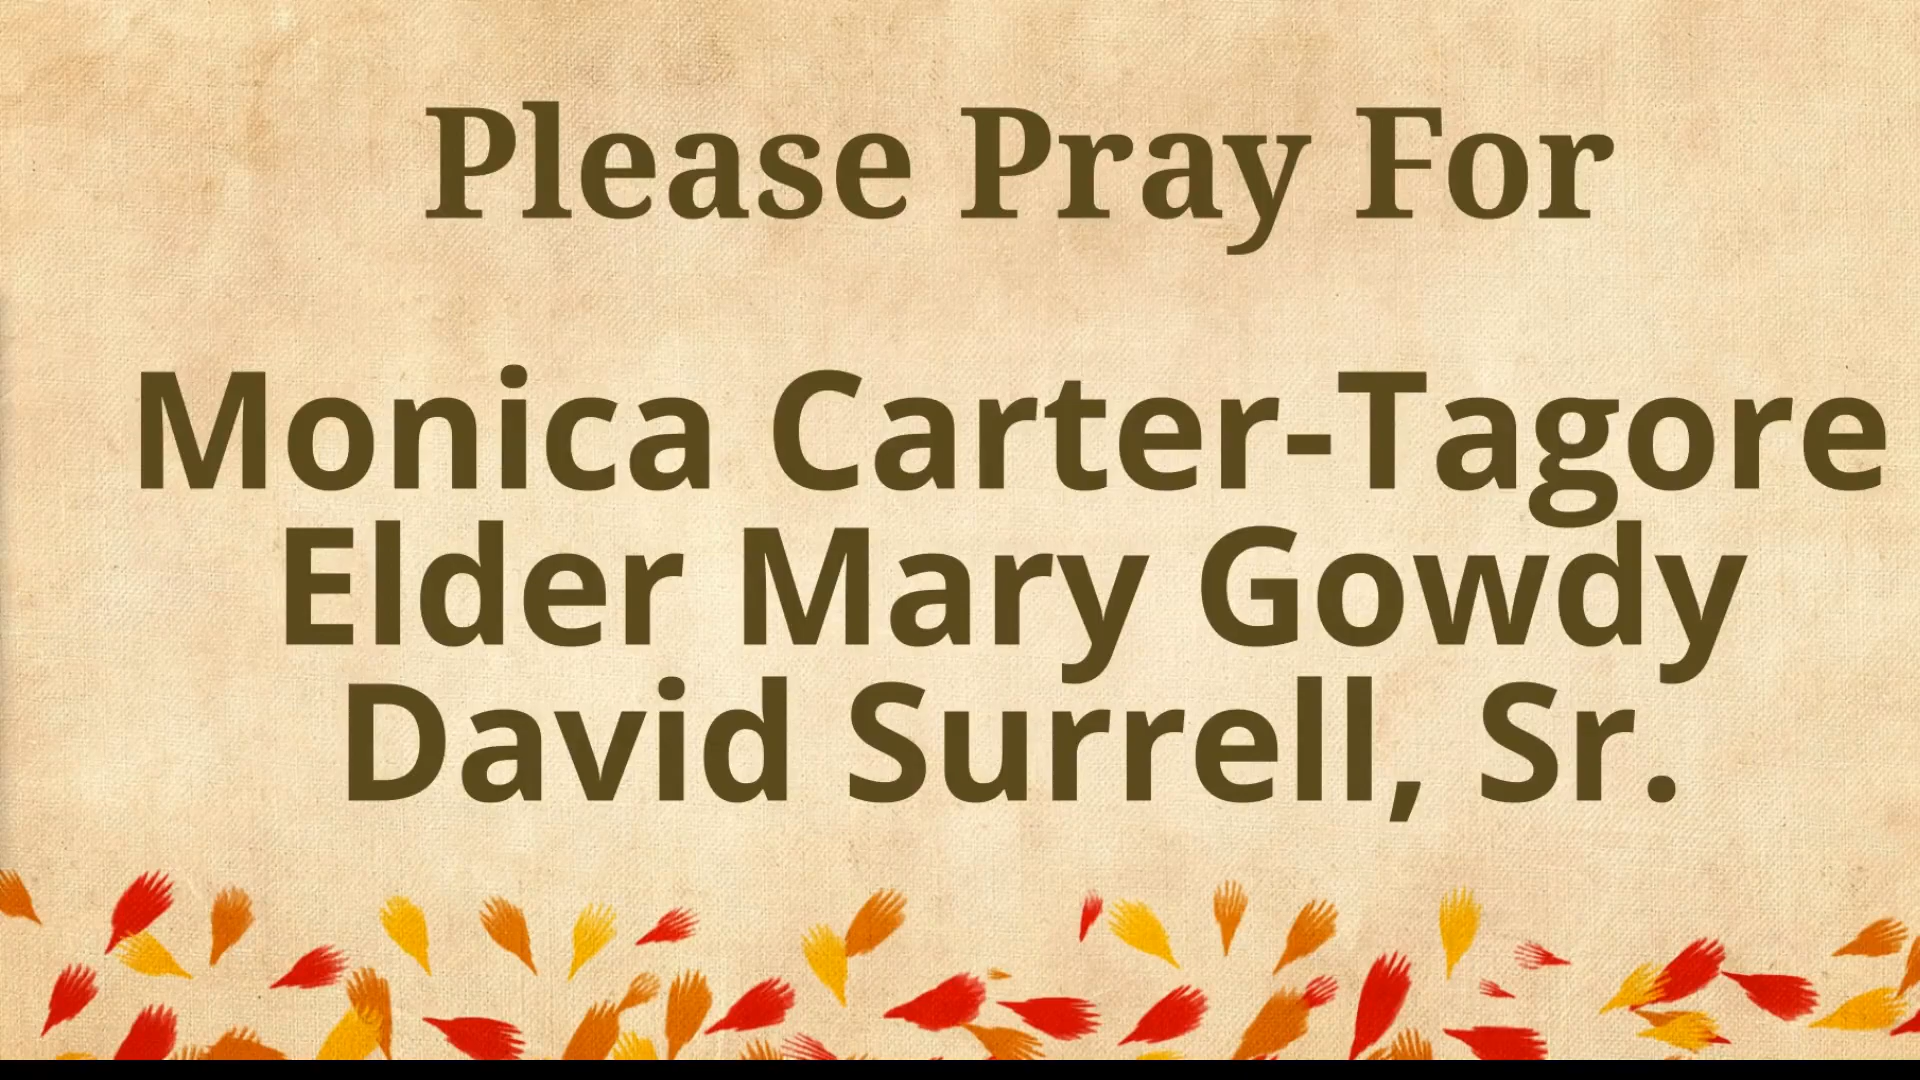 Please Pray For
Monica Carter-Tagore
Elder Mary Gowdy
David Surrell, Sr.